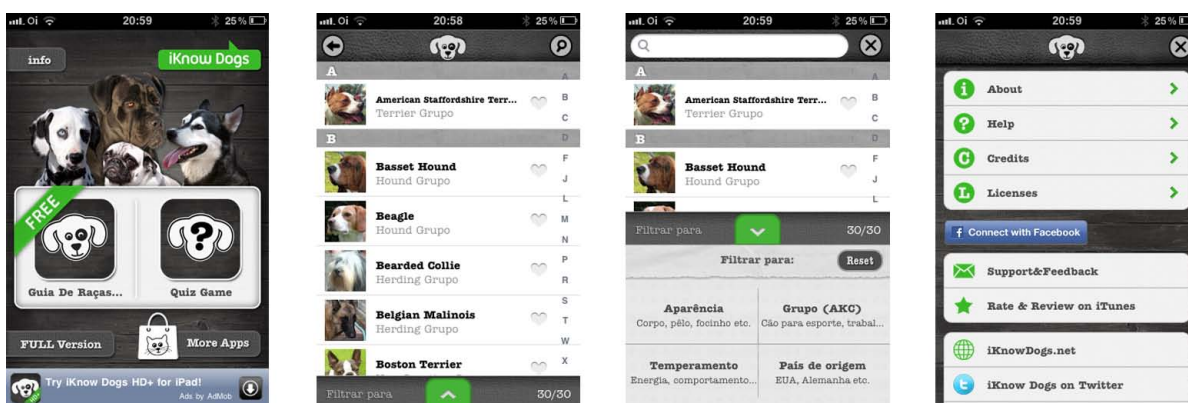 Oi 20:59 25%
info
iKnow Dogs
FREE
Guia De Raças...
Quiz Game
FULL Version
More Apps
Try iKnow Dogs HD+ for iPad!
Ads by AdMob
Oi 20:58 25%
A
American Staffordshire Terr...
Terrier Grupo
B
Basset Hound
Hound Grupo
Beagle
Hound Grupo
Bearded Collie
Herding Grupo
Belgian Malinois
Herding Grupo
Boston Terrier
A
B
C
D
F
J
L
M
N
P
R
S
T
W
X
Filtrar para
30/30
Oi 20:59 25%
A
American Staffordshire Terr...
Terrier Grupo
B
Basset Hound
Hound Grupo
A
B
C
D
F
J
L
Filtrar para
30/30
Filtrar para:
Reset
Aparência
Corpo, pêlo, focinho etc.
Grupo (AKC)
Cão para esporte, trabal...
Temperamento
Energia, comportamento...
País de origem
EUA, Alemanha etc.
Oi 20:59 25%
About
Help
Credits
Licenses
f Connect with Facebook
Support&Feedback
Rate & Review on iTunes
iKnowDogs.net
iKnow Dogs on Twitter